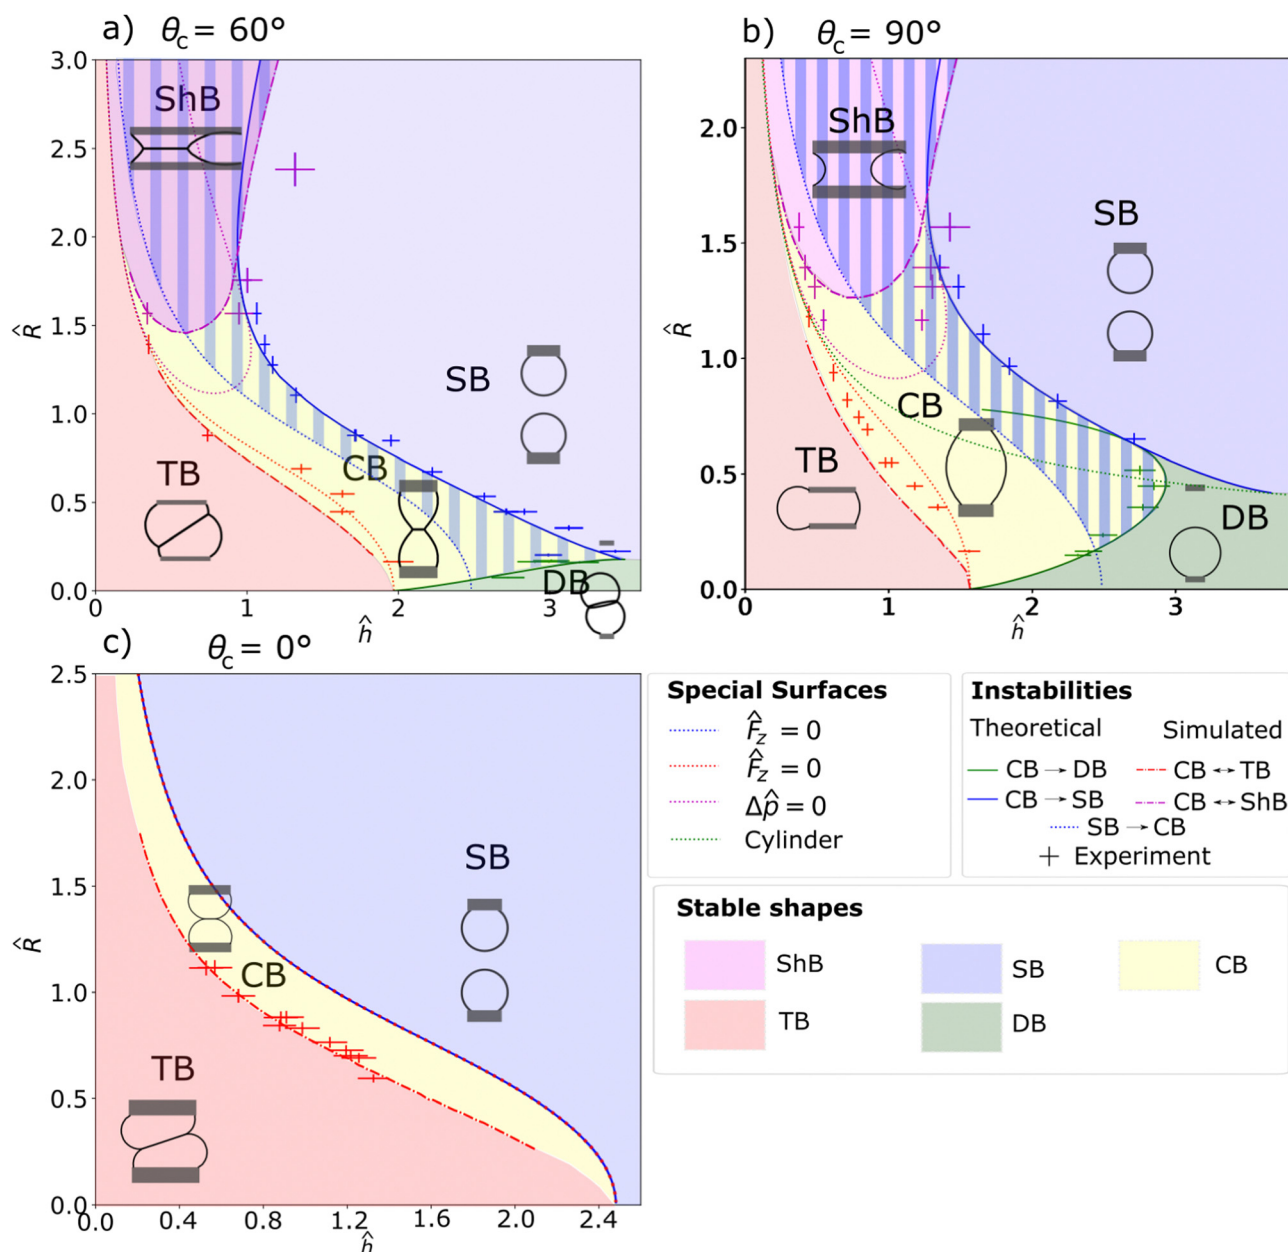 a) θc = 60°
3.0
2.5
2.0
1.5
1.0
0.5
0.0
R̂
0 1 2 3
ĥ
ShB
SB
CB
TB
DB
b) θc = 90°
2.0
1.5
1.0
0.5
0.0
R̂
0 1 2 3
ĥ
ShB
SB
CB
TB
DB
c) θc = 0°
2.5
2.0
1.5
1.0
0.5
0.0
R̂
0.0 0.4 0.8 1.2 1.6 2.0 2.4
ĥ
SB
CB
TB
Special Surfaces
F̂z = 0
F̂z = 0
Δp̂ = 0
Cylinder
Instabilities
Theoretical Simulated
CB → DB CB ↔ TB
CB → SB CB ↔ ShB
SB → CB
Experiment
Stable shapes
ShB SB CB
TB DB